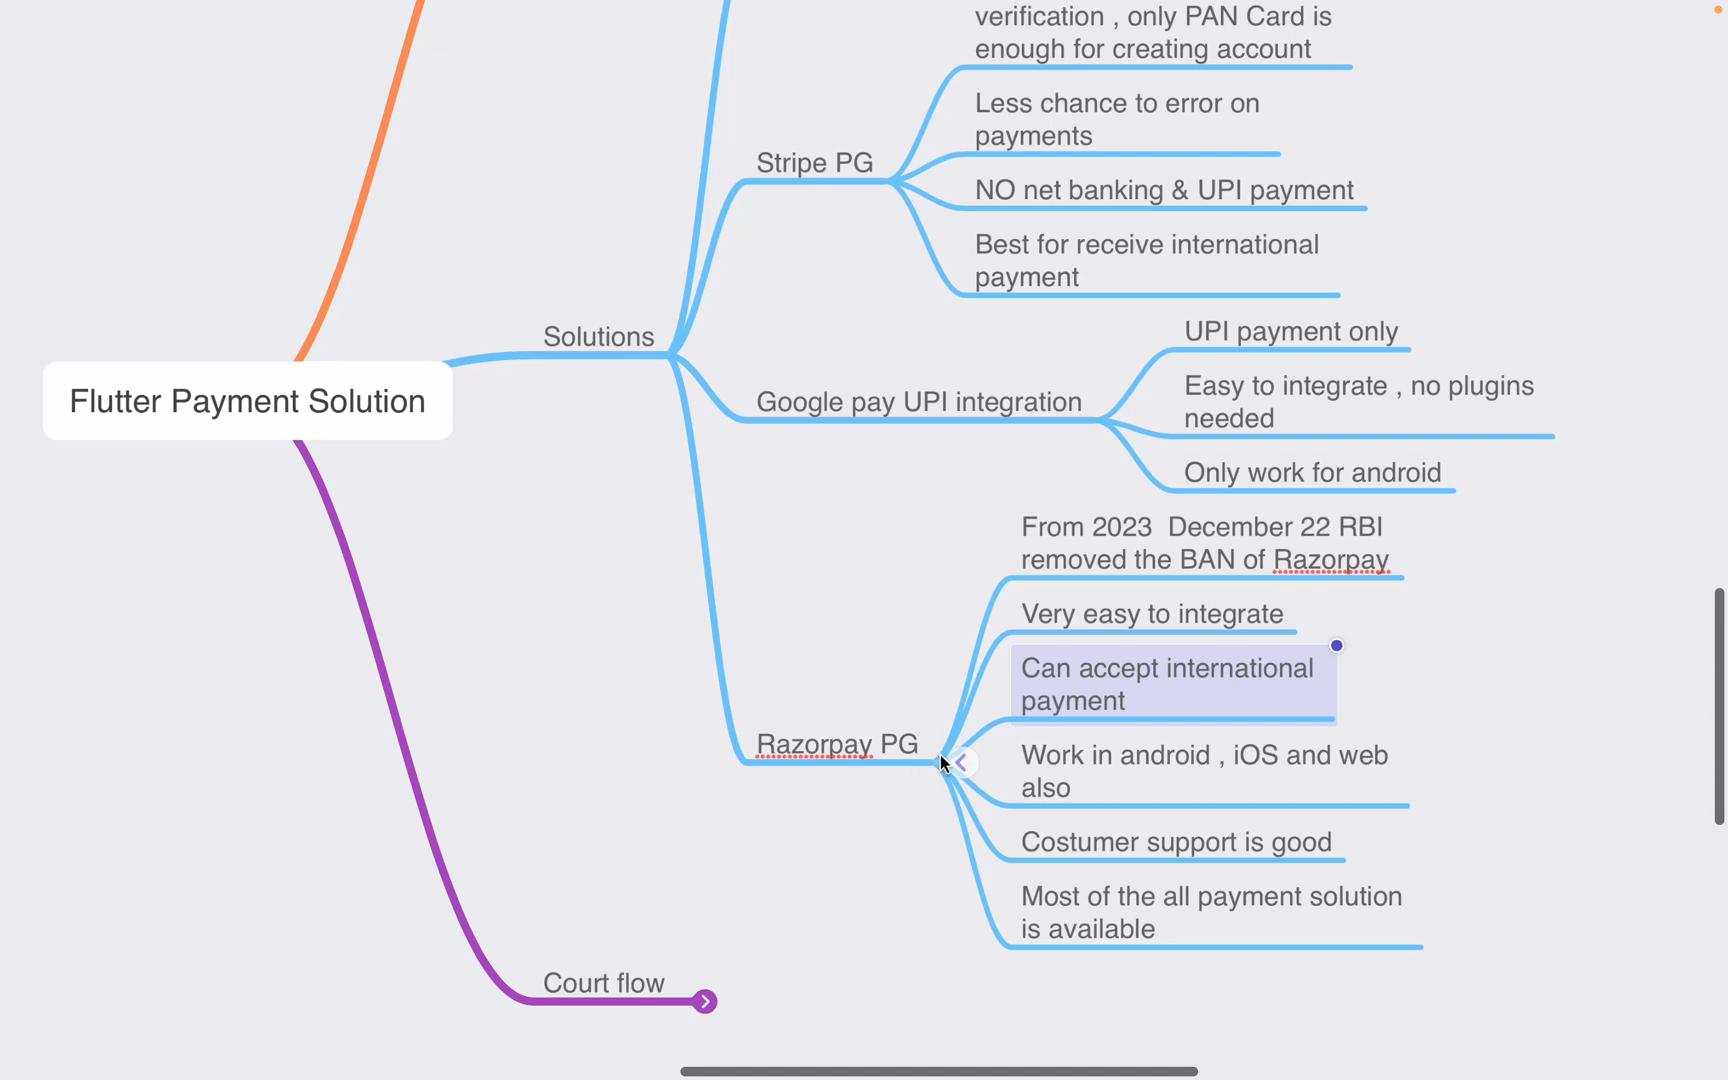 verification , only PAN Card is
enough for creating account
Less chance to error on
payments
Stripe PG
NO net banking & UPI payment
Best for receive international
payment
Solutions
UPI payment only
Flutter Payment Solution
Google pay UPI integration
Easy to integrate , no plugins
needed
Only work for android
From 2023  December 22 RBI
removed the BAN of Razorpay
Very easy to integrate
Can accept international
payment
Razorpay PG
Work in android , iOS and web
also
Costumer support is good
Most of the all payment solution
is available
Court flow